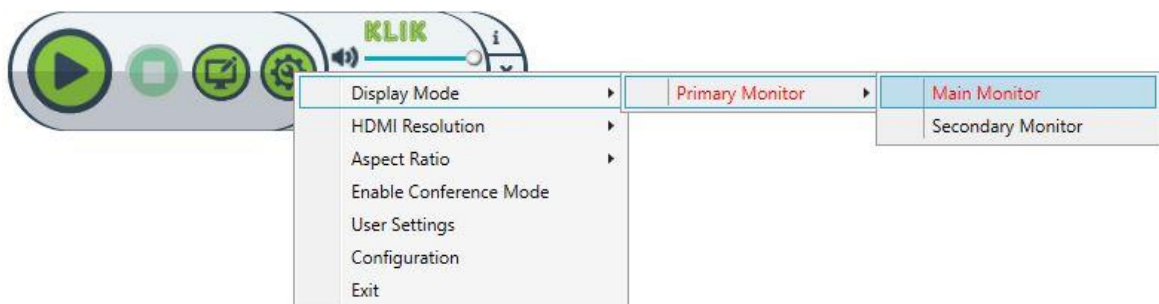 KLIK
i
Display Mode
Primary Monitor
Main Monitor
HDMI Resolution
Secondary Monitor
Aspect Ratio
Enable Conference Mode
User Settings
Configuration
Exit